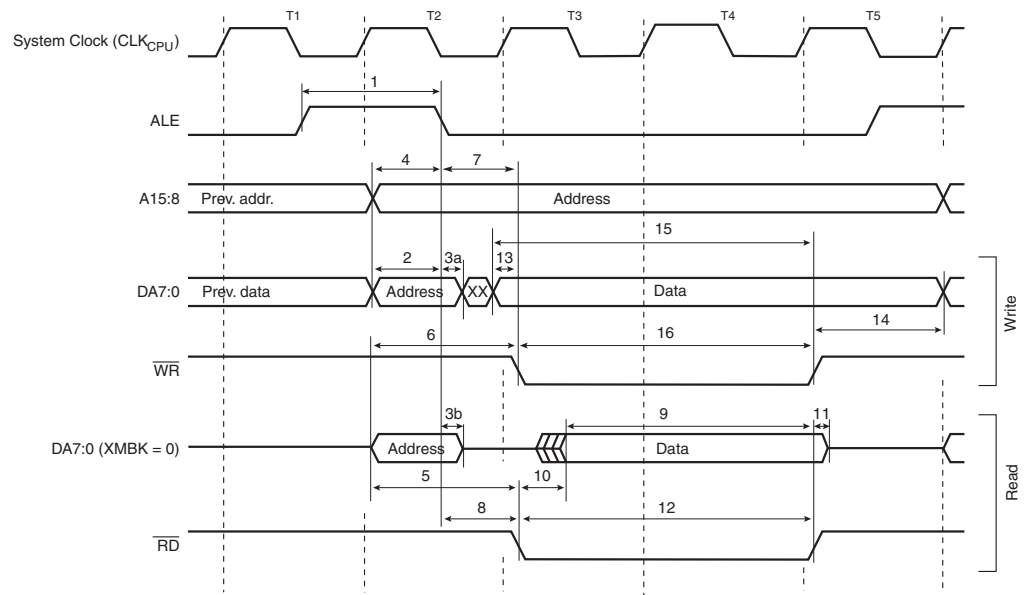 T1 T2 T3 T4 T5
System Clock (CLKCPU)
1
ALE
4 7
A15:8 Prev. addr. Address
15
2 3a 13
DA7:0 Prev. data Address XX Data
14
6 16
WR
Write
3b 9 11
DA7:0 (XMBK = 0) Address Data
5 10
8 12
RD
Read